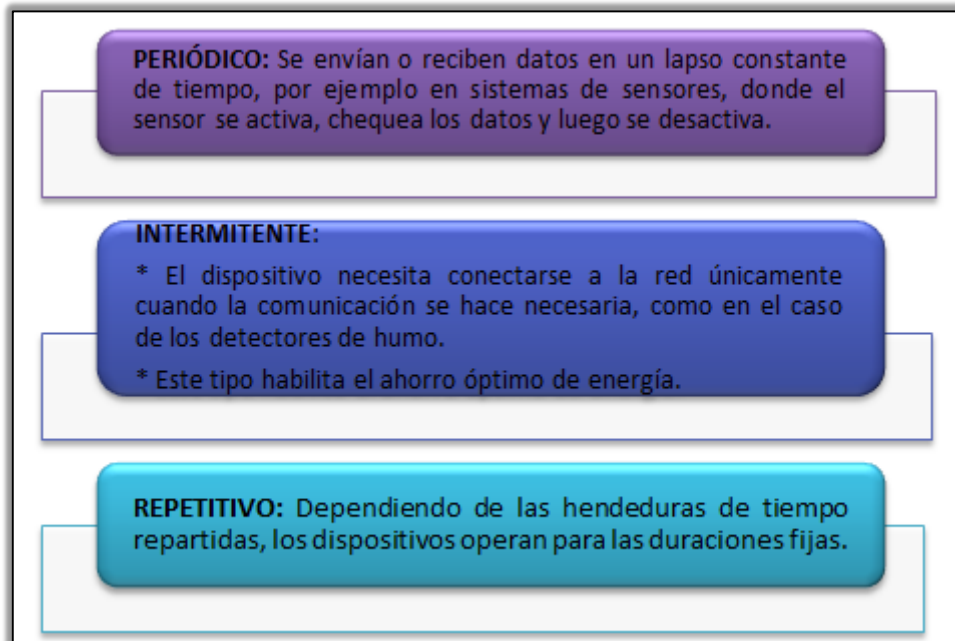 PERIÓDICO: Se envían o reciben datos en un lapso constante
de tiempo, por ejemplo en sistemas de sensores, donde el
sensor se activa, chequea los datos y luego se desactiva.
INTERMITENTE:
* El dispositivo necesita conectarse a la red únicamente
cuando la comunicación se hace necesaria, como en el caso
de los detectores de humo.
* Este tipo habilita el ahorro óptimo de energía.
REPETITIVO: Dependiendo de las hendeduras de tiempo
repartidas, los dispositivos operan para las duraciones fijas.